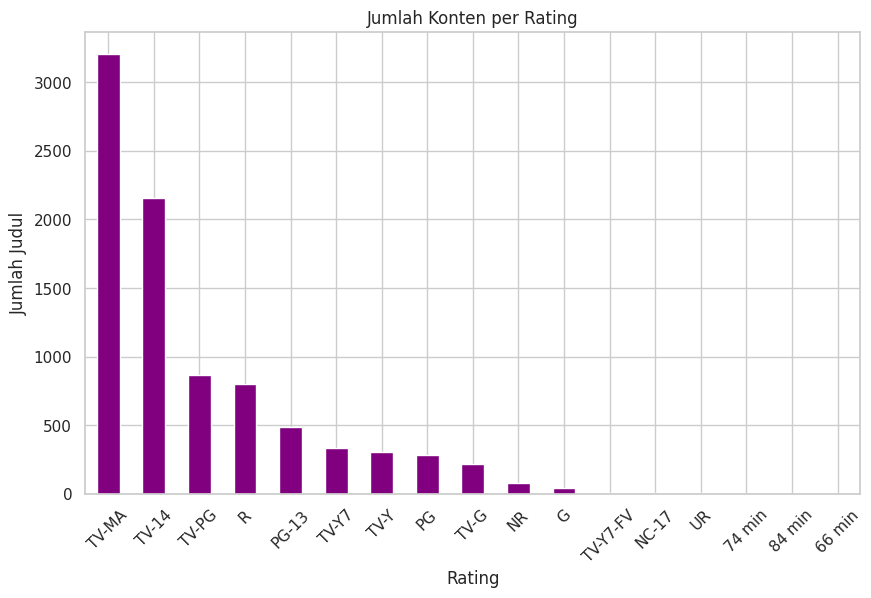 Jumlah Konten per Rating
Jumlah Judul
3000
2500
2000
1500
1000
500
0
TV-MA
TV-14
TV-PG
R
PG-13
TV-Y7
TV-Y
PG
TV-G
NR
G
TV-Y7-FV
NC-17
UR
74 min
84 min
66 min
Rating